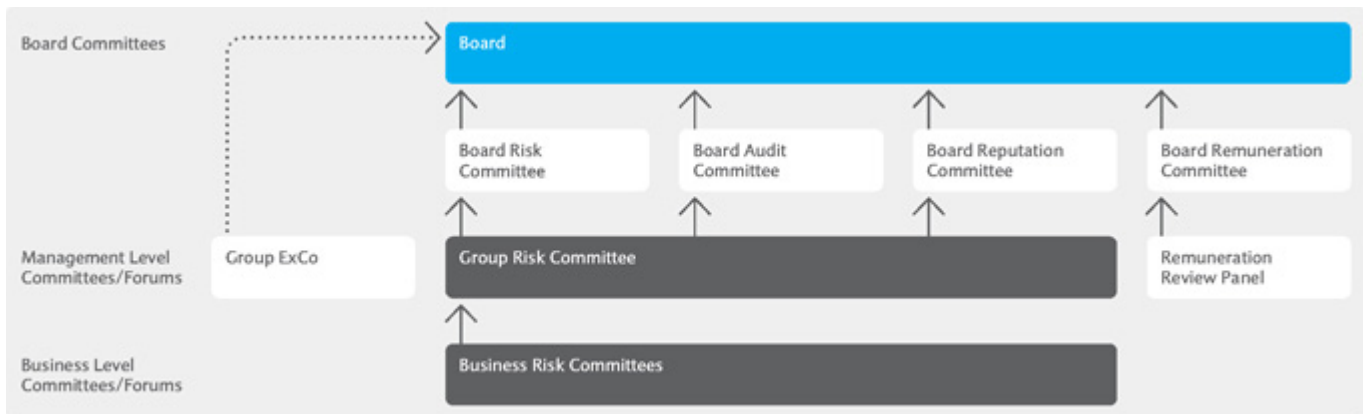 Board Committees
Board
Board Risk
Committee
Board Audit
Committee
Board Reputation
Committee
Board Remuneration
Committee
Management Level
Committees/Forums
Group ExCo
Group Risk Committee
Remuneration
Review Panel
Business Level
Committees/Forums
Business Risk Committees